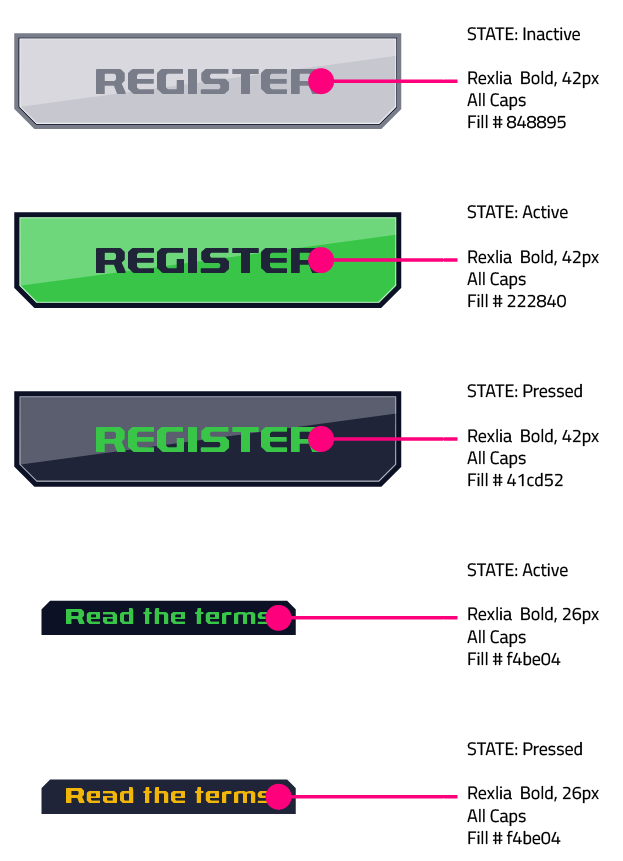 STATE: Inactive
REGISTER
Rexlia Bold, 42px
All Caps
Fill # 848895
STATE: Active
REGISTER
Rexlia Bold, 42px
All Caps
Fill # 222840
STATE: Pressed
REGISTER
Rexlia Bold, 42px
All Caps
Fill # 41cd52
STATE: Active
Read the terms
Rexlia Bold, 26px
All Caps
Fill # f4be04
STATE: Pressed
Read the terms
Rexlia Bold, 26px
All Caps
Fill # f4be04